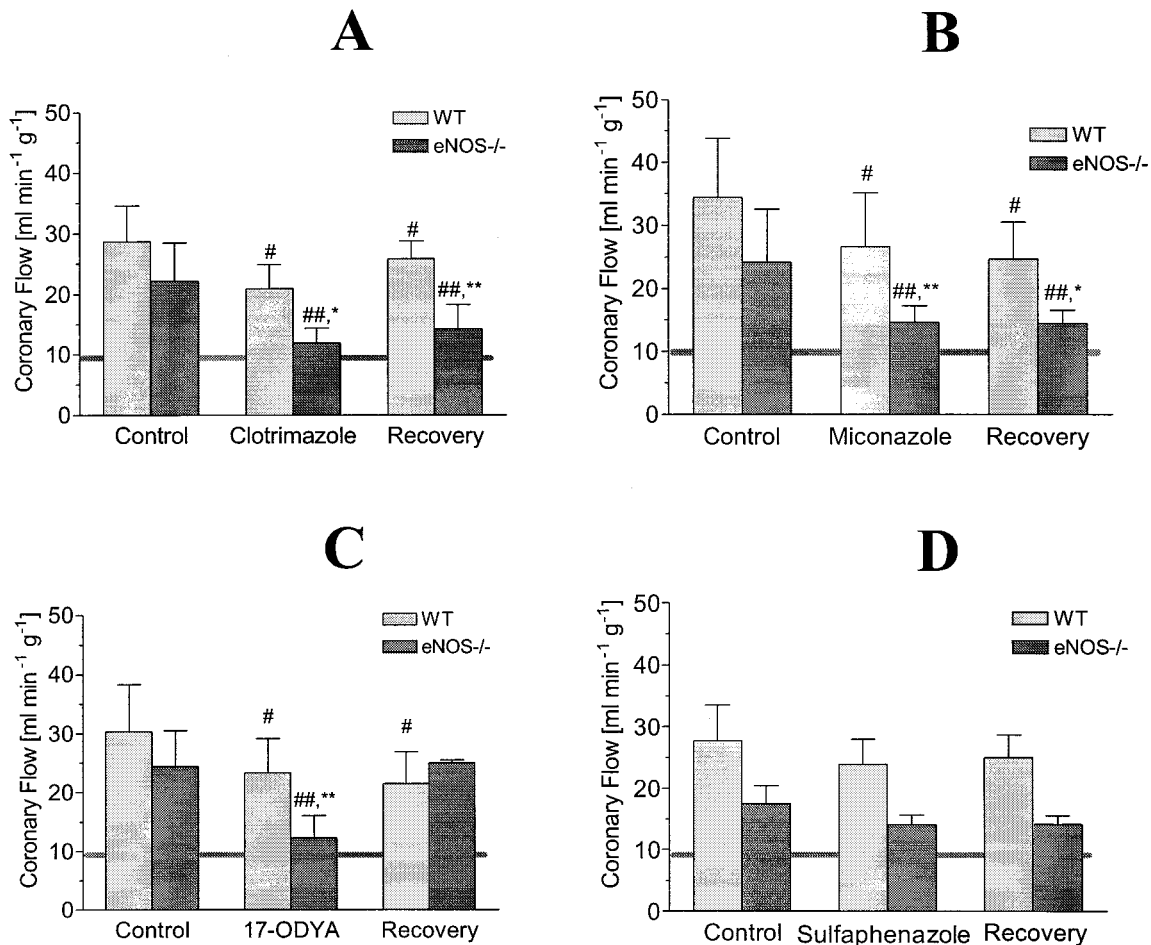 A
Coronary Flow [ml min⁻¹ g⁻¹]
50
40
30
20
10
0
WT
eNOS-/-
#
##,*
#
##,**
Control Clotrimazole Recovery
B
Coronary Flow [ml min⁻¹ g⁻¹]
50
40
30
20
10
0
WT
eNOS-/-
#
##,**
#
##,*
Control Miconazole Recovery
C
Coronary Flow [ml min⁻¹ g⁻¹]
50
40
30
20
10
0
WT
eNOS-/-
#
##,**
#
Control 17-ODYA Recovery
D
Coronary Flow [ml min⁻¹ g⁻¹]
50
40
30
20
10
0
WT
eNOS-/-
Control Sulfaphenazole Recovery